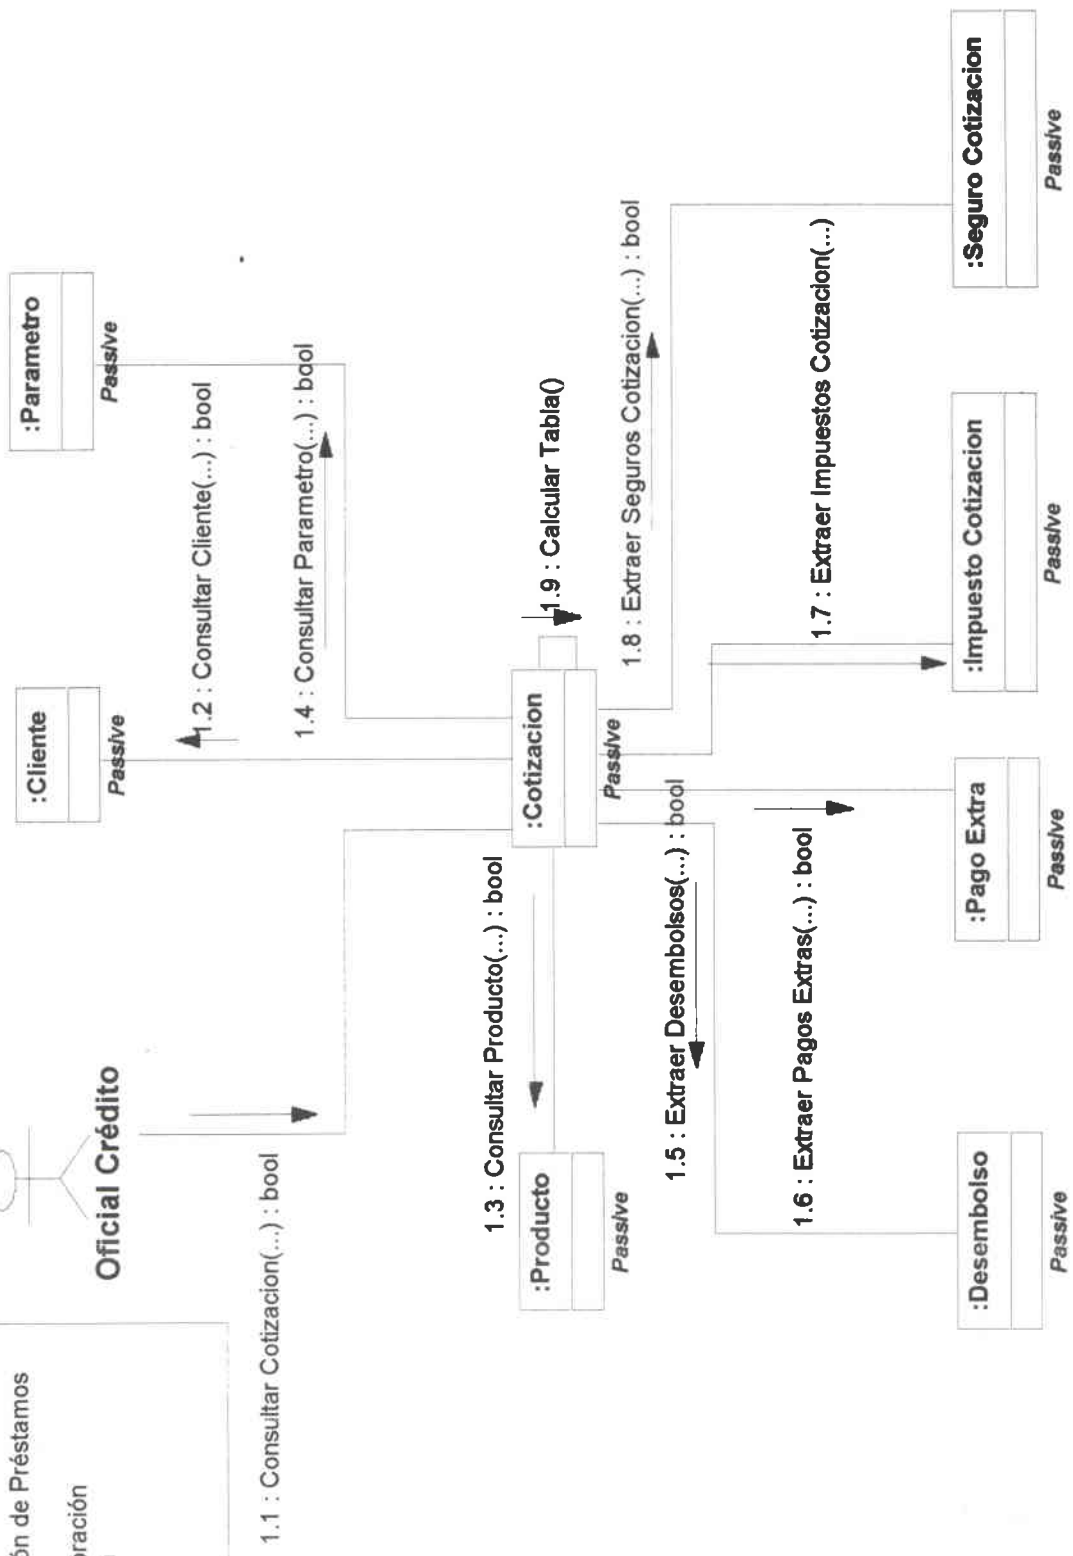 ón de Préstamos
oración
Oficial Crédito
1.1 : Consultar Cotizacion(...) : bool
:Cliente
Passive
:Parametro
Passive
1.2 : Consultar Cliente(...) : bool
1.4 : Consultar Parametro(...) : bool
1.3 : Consultar Producto(...) : bool
:Producto
Passive
:Cotizacion
Passive
1.9 : Calcular Tabla()
1.8 : Extraer Seguros Cotizacion(...) : bool
1.5 : Extraer Desembolsos(...) : bool
1.6 : Extraer Pagos Extras(...) : bool
1.7 : Extraer Impuestos Cotizacion(...)
:Desembolso
Passive
:Pago Extra
Passive
:Impuesto Cotizacion
Passive
:Seguro Cotizacion
Passive